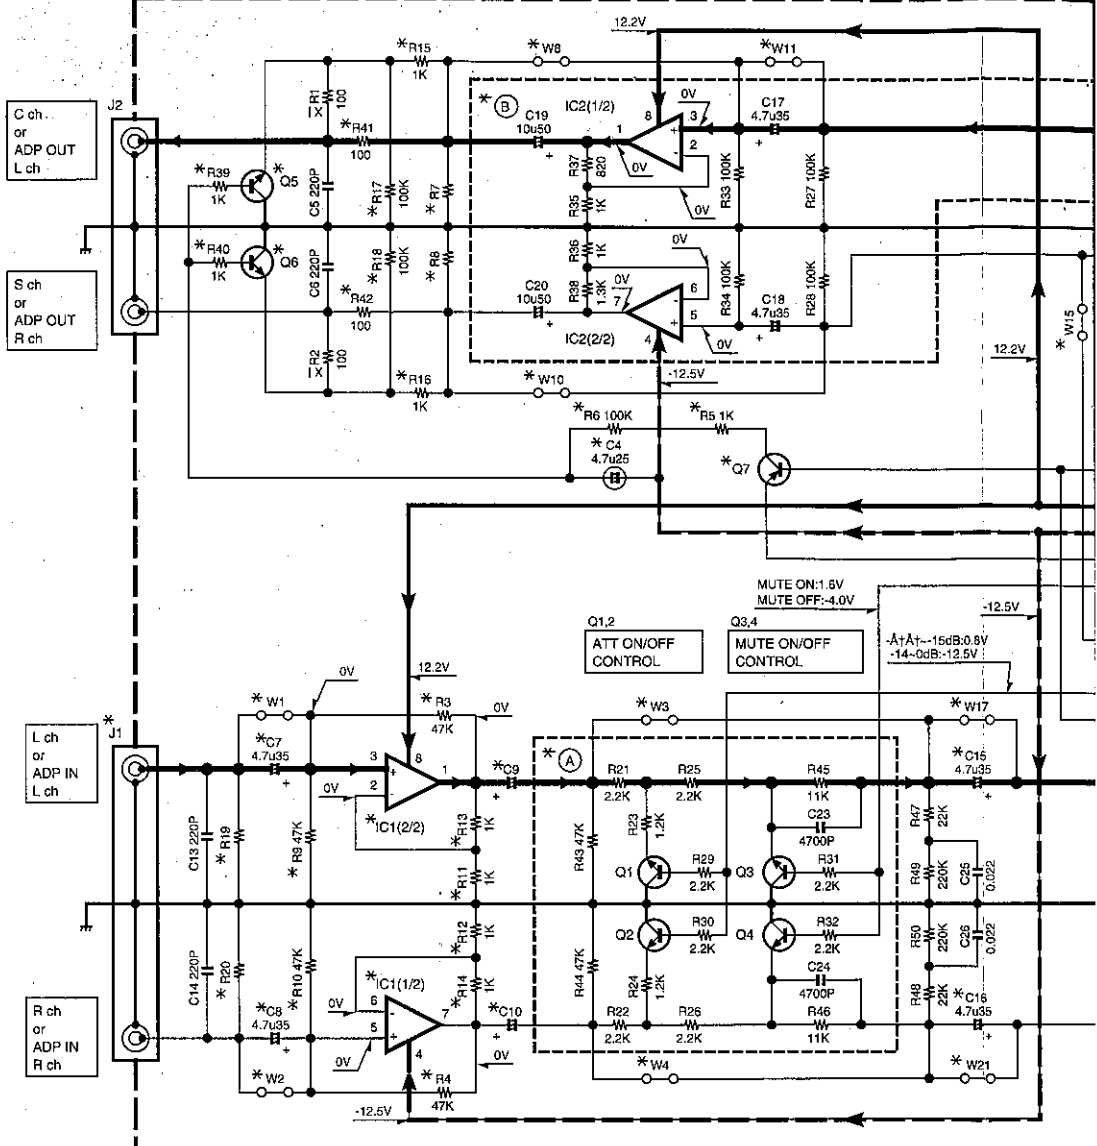 12.2V
*R15
1K
*W8
*W11
C ch
or
ADP OUT
L ch
J2
R1
1X
100
*R41
100
*B
C19
10u50
IC2(1/2)
8
1
3
2
0V
0V
0V
C17
4.7u35
+
+
*R39
1K
*Q5
C5 220P
*R17
100K
*R7
R37
820
R35
1K
R33 100K
R27 100K
*R40
1K
*Q6
C6 220P
*R18
100K
*R8
R36
1K
R38
1.3K
0V
0V
R34 100K
R28 100K
S ch
or
ADP OUT
R ch
*R42
100
C20
10u50
+
7
6
5
4
IC2(2/2)
0V
C18
4.7u35
+
*W15
R2
1X
100
*R16
1K
*W10
-12.5V
12.2V
*R6 100K
*R5 1K
*C4
4.7u25
*Q7
MUTE ON:1.6V
MUTE OFF:-4.0V
Q1,2
ATT ON/OFF
CONTROL
Q3,4
MUTE ON/OFF
CONTROL
-12.5V
-Å†Å†~-15dB:0.8V
-14~0dB:-12.5V
0V
12.2V
*W1
*R3
47K
0V
*W3
*W17
L ch
or
ADP IN
L ch
*J1
*C7
4.7u35
+
3
2
8
1
0V
*IC1(2/2)
*C9
+
*A
R21
2.2K
R25
2.2K
R45
11K
*C15
4.7u35
+
C13 220P
*R19
*R9 47K
*R13
1K
*R11
1K
R43 47K
R23
1.2K
C23
4700P
R47
22K
Q1
R29
2.2K
Q3
R31
2.2K
R49
220K
C25
0.022
*R12
1K
Q2
R30
2.2K
Q4
R32
2.2K
R50
220K
C26
0.022
C14 220P
*R20
*R10 47K
*IC1(1/2)
*R14
1K
R44 47K
R24
1.2K
C24
4700P
R48
22K
R ch
or
ADP IN
R ch
*C8
4.7u35
+
0V
6
5
7
4
0V
*C10
+
R22
2.2K
R26
2.2K
R46
11K
*C16
4.7u35
+
0V
*W2
*R4
47K
*W4
*W21
-12.5V